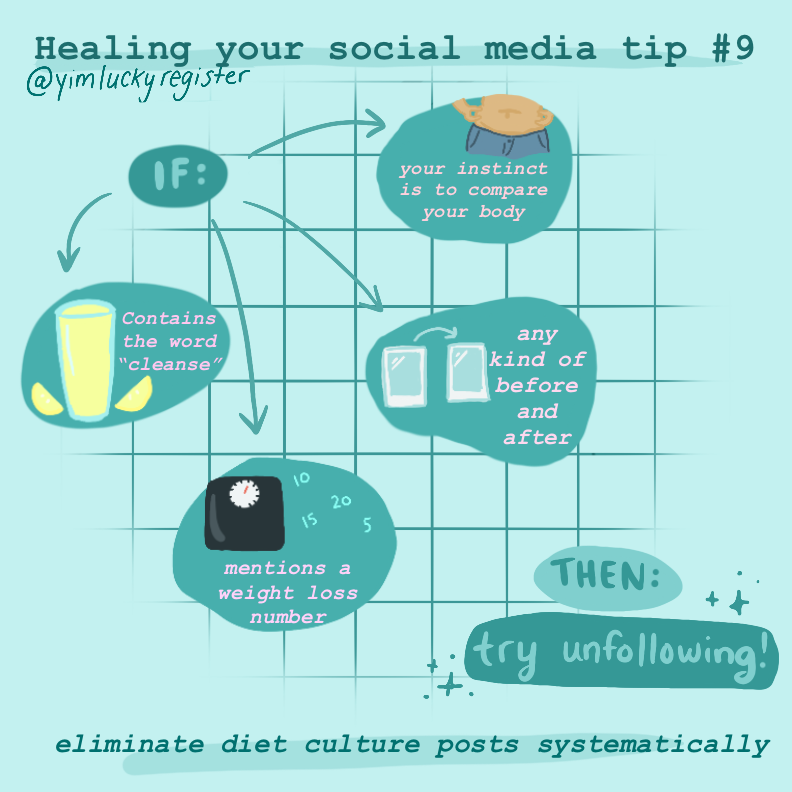 Healing your social media tip #9
@yimluckyregister
IF:
your instinct
is to compare
your body
Contains
the word
“cleanse”
any
kind of
before
and
after
10
20
15
5
mentions a
weight loss
number
THEN:
try unfollowing!
eliminate diet culture posts systematically